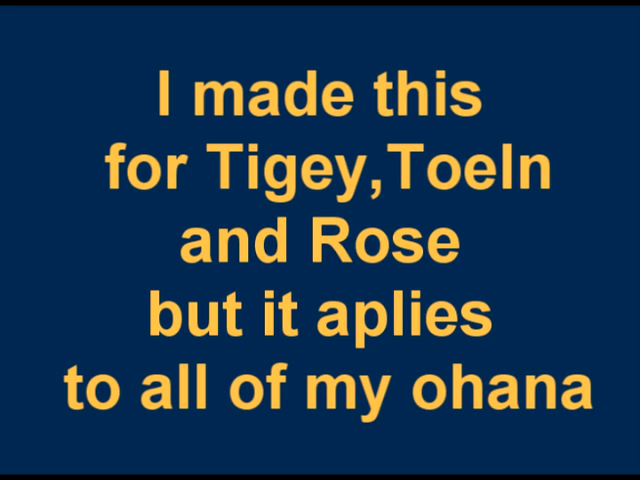 I made this
for Tigey,Toeln
and Rose
but it aplies
to all of my ohana